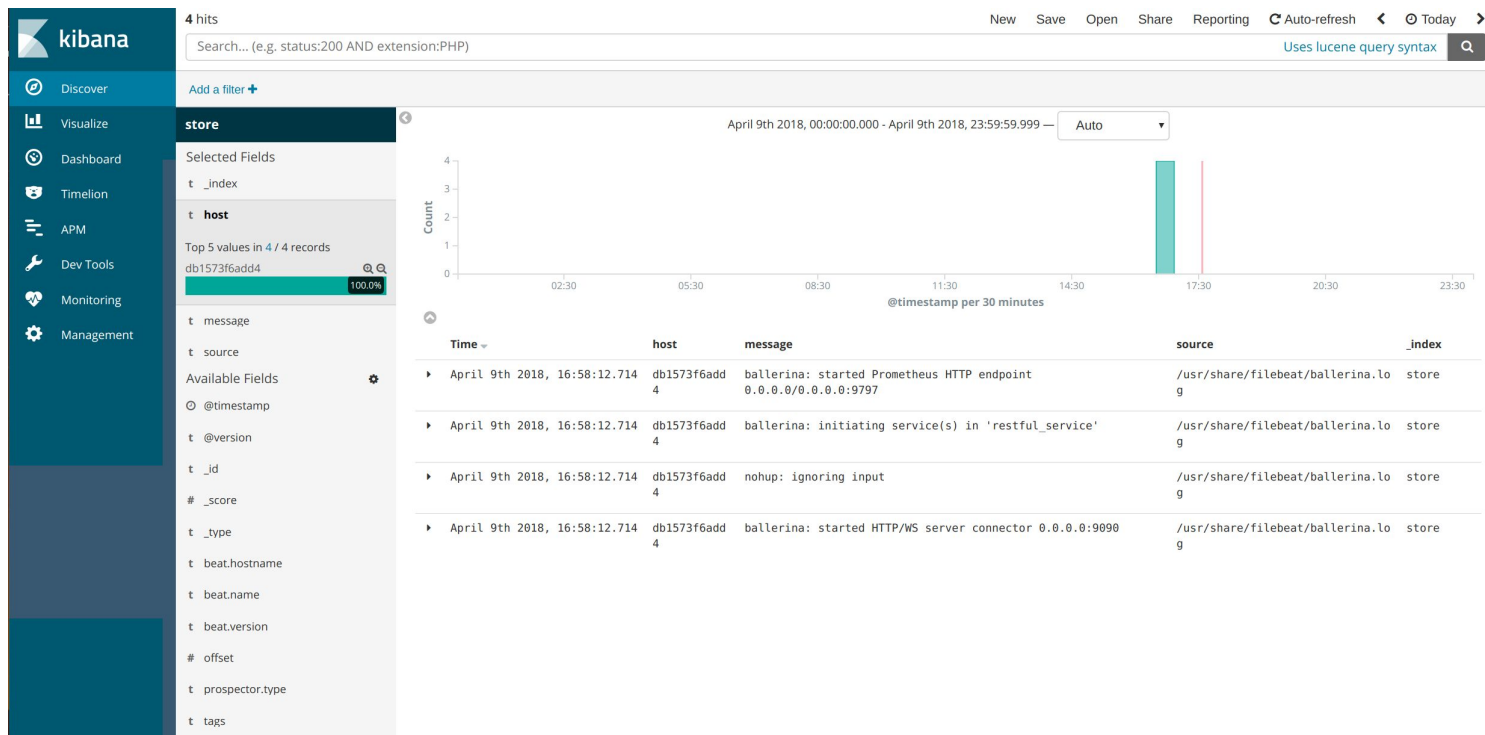 kibana
Discover
Visualize
Dashboard
Timelion
APM
Dev Tools
Monitoring
Management
4 hits
New Save Open Share Reporting Auto-refresh Today
Search... (e.g. status:200 AND extension:PHP)
Uses lucene query syntax
Add a filter
store
Selected Fields
t _index
t host
Top 5 values in 4 / 4 records
db1573f6add4
100.0%
t message
t source
Available Fields
@timestamp
t @version
t _id
# _score
t _type
t beat.hostname
t beat.name
t beat.version
# offset
t prospector.type
t tags
April 9th 2018, 00:00:00.000 - April 9th 2018, 23:59:59.999 — Auto
Count
4
3
2
1
0
02:30 05:30 08:30 11:30 14:30 17:30 20:30 23:30
@timestamp per 30 minutes
Time host message source _index
April 9th 2018, 16:58:12.714 db1573f6add ballerina: started Prometheus HTTP endpoint /usr/share/filebeat/ballerina.lo store
4 0.0.0.0/0.0.0.0:9797 g
April 9th 2018, 16:58:12.714 db1573f6add ballerina: initiating service(s) in 'restful_service' /usr/share/filebeat/ballerina.lo store
4 g
April 9th 2018, 16:58:12.714 db1573f6add nohup: ignoring input /usr/share/filebeat/ballerina.lo store
4 g
April 9th 2018, 16:58:12.714 db1573f6add ballerina: started HTTP/WS server connector 0.0.0.0:9090 /usr/share/filebeat/ballerina.lo store
4 g